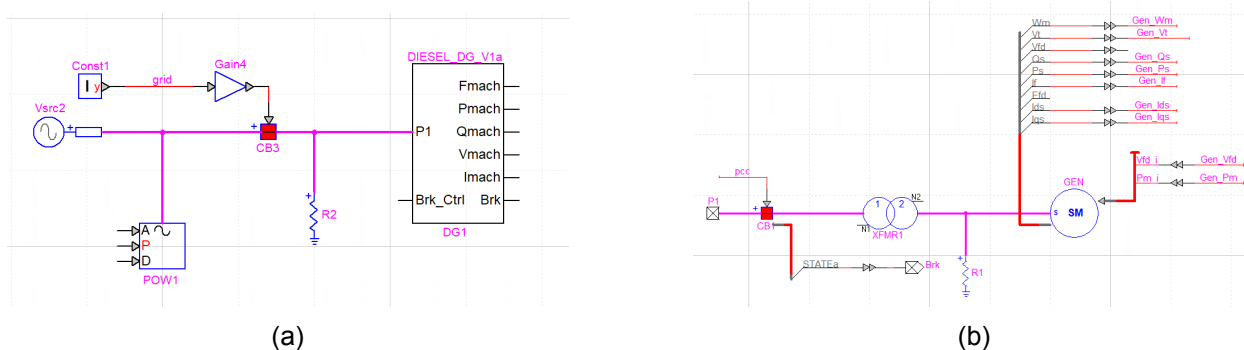 DIESEL_DG_V1a
Const1
Gain4
I y
grid
Fmach
Vsrc2
Pmach
+
+
P1
Qmach
CB3
Vmach
+
R2
Imach
Brk_Ctrl
Brk
DG1
A
P
D
POW1
(a)
Wm
Gen_Wm
Vt
Gen_Vt
Vfd
Qs
Gen_Qs
Ps
Gen_Ps
If
Gen_If
Efd
Ids
Gen_Ids
Iqs
Gen_Iqs
Vfd_i
Gen_Vfd
pcc
GEN
Pm_i
Gen_Pm
P1
+
1
2
N2
S
SM
CB
N1
XFMR1
+
R1
STATEa
Brk
(b)